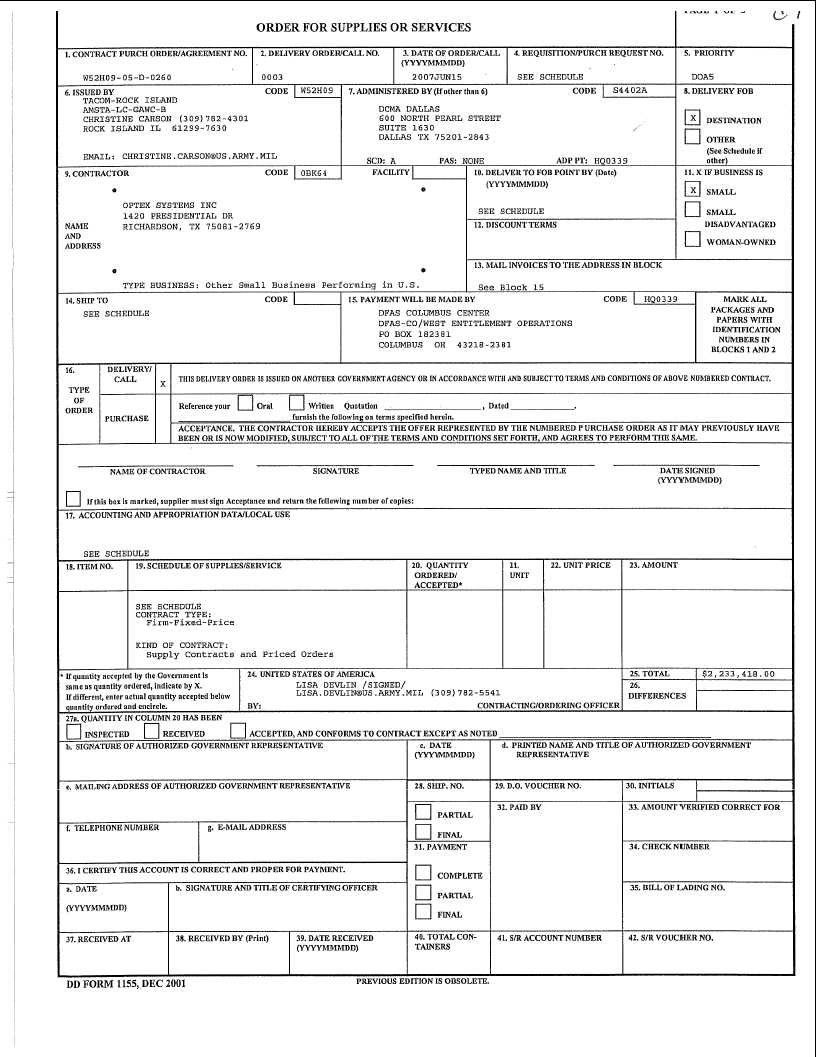 ORDER FOR SUPPLIES OR SERVICES
1. CONTRACT PURCH ORDER/AGREEMENT NO.
W52H09-05-D-0260
2. DELIVERY ORDER/CALL NO.
0003
3. DATE OF ORDER/CALL
(YYYYMMMDD)
2007JUN15
4. REQUISITION/PURCH REQUEST NO.
SEE SCHEDULE
5. PRIORITY
DOA5
6. ISSUED BY
CODE W52H09
TACOM-ROCK ISLAND
AMSTA-LC-GAWC-B
CHRISTINE CARSON (309)782-4301
ROCK ISLAND IL 61299-7630
EMAIL: CHRISTINE.CARSON@US.ARMY.MIL
7. ADMINISTERED BY (If other than 6)
CODE S4402A
DCMA DALLAS
600 NORTH PEARL STREET
SUITE 1630
DALLAS TX 75201-2843
SCD: A PAS: NONE ADP PT: HQ0339
8. DELIVERY FOB
X DESTINATION
OTHER
(See Schedule if
other)
9. CONTRACTOR
CODE 0BK64
FACILITY
OPTEX SYSTEMS INC
1420 PRESIDENTIAL DR
RICHARDSON, TX 75081-2769
NAME
AND
ADDRESS
TYPE BUSINESS: Other Small Business Performing in U.S.
10. DELIVER TO FOB POINT BY (Date)
(YYYYMMMDD)
SEE SCHEDULE
11. X IF BUSINESS IS
X SMALL
SMALL
DISADVANTAGED
WOMAN-OWNED
12. DISCOUNT TERMS
13. MAIL INVOICES TO THE ADDRESS IN BLOCK
See Block 15
14. SHIP TO
CODE
SEE SCHEDULE
15. PAYMENT WILL BE MADE BY
CODE HQ0339
DFAS COLUMBUS CENTER
DFAS-CO/WEST ENTITLEMENT OPERATIONS
PO BOX 182381
COLUMBUS OH 43218-2381
MARK ALL
PACKAGES AND
PAPERS WITH
IDENTIFICATION
NUMBERS IN
BLOCKS 1 AND 2
16.
TYPE
OF
ORDER
DELIVERY/
CALL
X
THIS DELIVERY ORDER IS ISSUED ON ANOTHER GOVERNMENT AGENCY OR IN ACCORDANCE WITH AND SUBJECT TO TERMS AND CONDITIONS OF ABOVE NUMBERED CONTRACT.
PURCHASE
Reference your Oral Written Quotation , Dated .
furnish the following on terms specified herein.
ACCEPTANCE. THE CONTRACTOR HEREBY ACCEPTS THE OFFER REPRESENTED BY THE NUMBERED PURCHASE ORDER AS IT MAY PREVIOUSLY HAVE
BEEN OR IS NOW MODIFIED, SUBJECT TO ALL OF THE TERMS AND CONDITIONS SET FORTH, AND AGREES TO PERFORM THE SAME.
NAME OF CONTRACTOR
SIGNATURE
TYPED NAME AND TITLE
DATE SIGNED
(YYYYMMMDD)
If this box is marked, supplier must sign Acceptance and return the following number of copies:
17. ACCOUNTING AND APPROPRIATION DATA/LOCAL USE
SEE SCHEDULE
18. ITEM NO.
19. SCHEDULE OF SUPPLIES/SERVICE
20. QUANTITY
ORDERED/
ACCEPTED*
21.
UNIT
22. UNIT PRICE
23. AMOUNT
SEE SCHEDULE
CONTRACT TYPE:
Firm-Fixed-Price
KIND OF CONTRACT:
Supply Contracts and Priced Orders
* If quantity accepted by the Government is
same as quantity ordered, indicate by X.
If different, enter actual quantity accepted below
quantity ordered and encircle.
24. UNITED STATES OF AMERICA
LISA DEVLIN /SIGNED/
LISA.DEVLIN@US.ARMY.MIL (309)782-5541
BY:
CONTRACTING/ORDERING OFFICER
25. TOTAL
$2,233,418.00
26.
DIFFERENCES
27a. QUANTITY IN COLUMN 20 HAS BEEN
INSPECTED RECEIVED ACCEPTED, AND CONFORMS TO CONTRACT EXCEPT AS NOTED
b. SIGNATURE OF AUTHORIZED GOVERNMENT REPRESENTATIVE
c. DATE
(YYYYMMMDD)
d. PRINTED NAME AND TITLE OF AUTHORIZED GOVERNMENT
REPRESENTATIVE
e. MAILING ADDRESS OF AUTHORIZED GOVERNMENT REPRESENTATIVE
28. SHIP. NO.
PARTIAL
FINAL
29. D.O. VOUCHER NO.
30. INITIALS
f. TELEPHONE NUMBER
g. E-MAIL ADDRESS
31. PAYMENT
COMPLETE
PARTIAL
FINAL
32. PAID BY
33. AMOUNT VERIFIED CORRECT FOR
34. CHECK NUMBER
35. BILL OF LADING NO.
36. I CERTIFY THIS ACCOUNT IS CORRECT AND PROPER FOR PAYMENT.
a. DATE
(YYYYMMMDD)
b. SIGNATURE AND TITLE OF CERTIFYING OFFICER
37. RECEIVED AT
38. RECEIVED BY (Print)
39. DATE RECEIVED
(YYYYMMMDD)
40. TOTAL CON-
TAINERS
41. S/R ACCOUNT NUMBER
42. S/R VOUCHER NO.
DD FORM 1155, DEC 2001
PREVIOUS EDITION IS OBSOLETE.